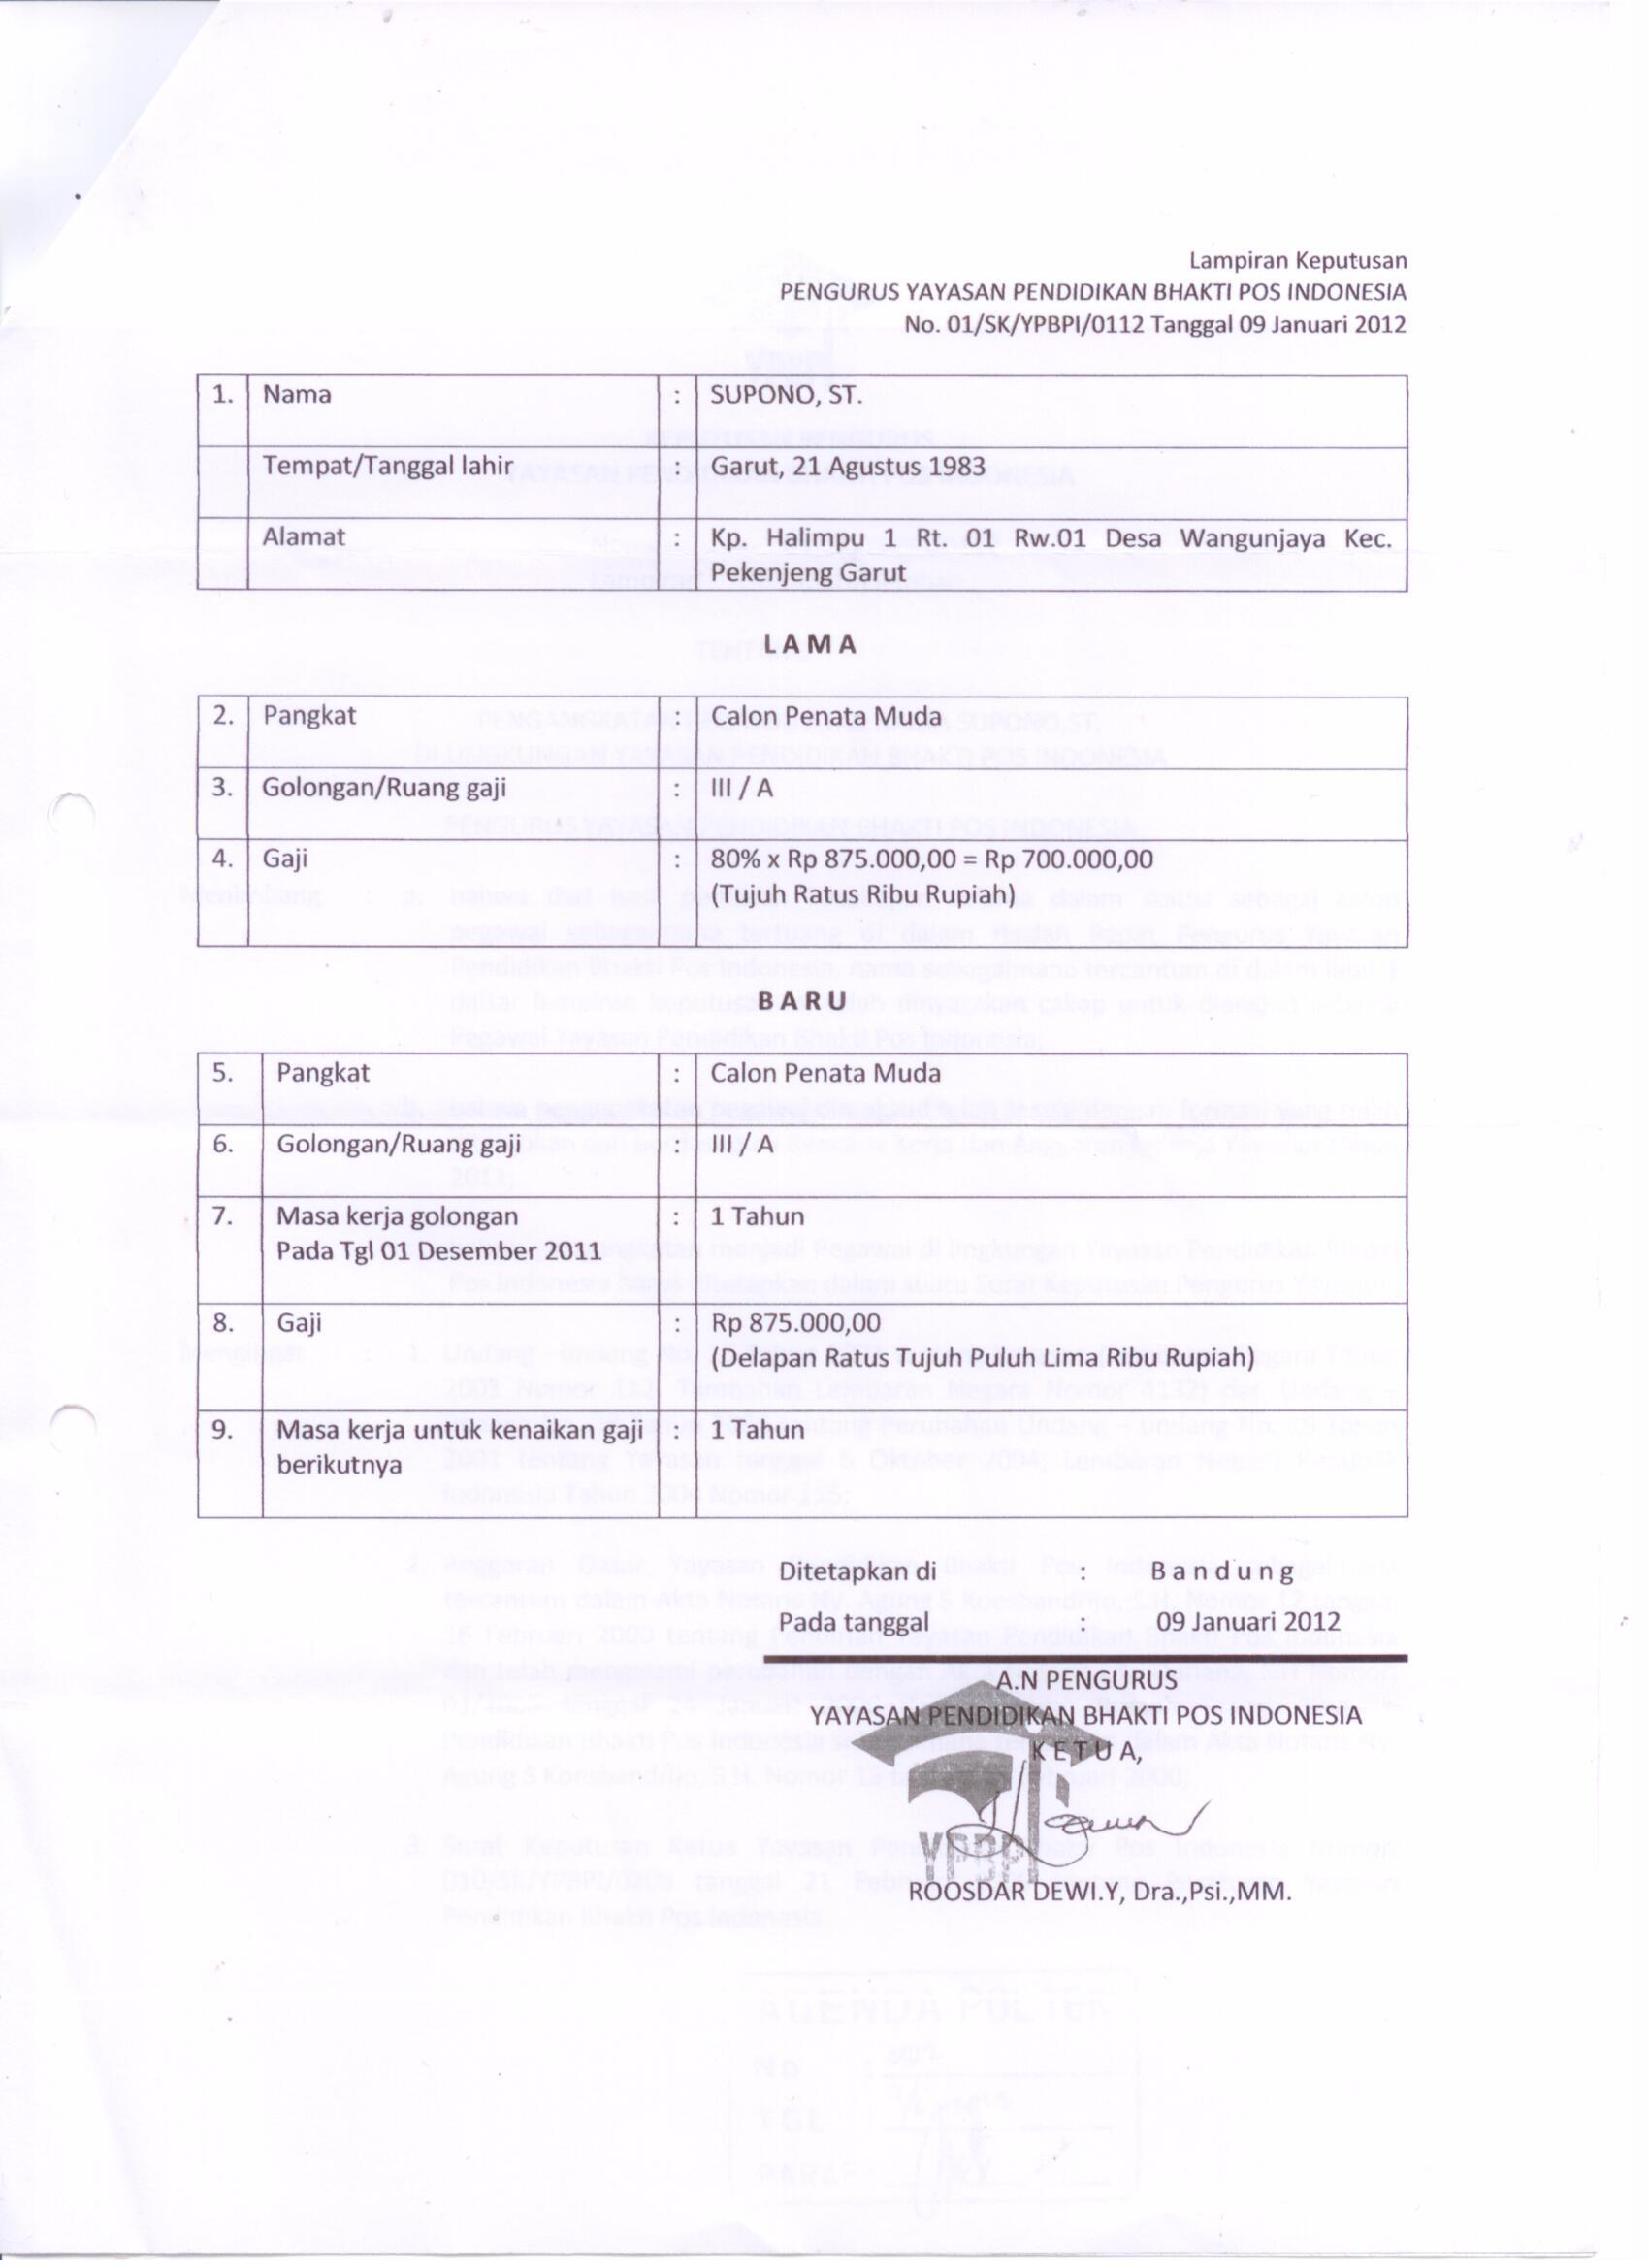 Lampiran Keputusan
PENGURUS YAYASAN PENDIDIKAN BHAKTI POS INDONESIA
No. 01/SK/YPBPI/0112 Tanggal 09 Januari 2012
1. Nama : SUPONO, ST.
Tempat/Tanggal lahir : Garut, 21 Agustus 1983
Alamat : Kp. Halimpu 1 Rt. 01 Rw.01 Desa Wangunjaya Kec.
Pekenjeng Garut
L A M A
2. Pangkat : Calon Penata Muda
3. Golongan/Ruang gaji : III / A
4. Gaji : 80% x Rp 875.000,00 = Rp 700.000,00
(Tujuh Ratus Ribu Rupiah)
B A R U
5. Pangkat : Calon Penata Muda
6. Golongan/Ruang gaji : III / A
7. Masa kerja golongan : 1 Tahun
Pada Tgl 01 Desember 2011
8. Gaji : Rp 875.000,00
(Delapan Ratus Tujuh Puluh Lima Ribu Rupiah)
9. Masa kerja untuk kenaikan gaji : 1 Tahun
berikutnya
Ditetapkan di : B a n d u n g
Pada tanggal : 09 Januari 2012
A.N PENGURUS
YAYASAN PENDIDIKAN BHAKTI POS INDONESIA
K E T U A,
YPBPI
ROOSDAR DEWI.Y, Dra.,Psi.,MM.